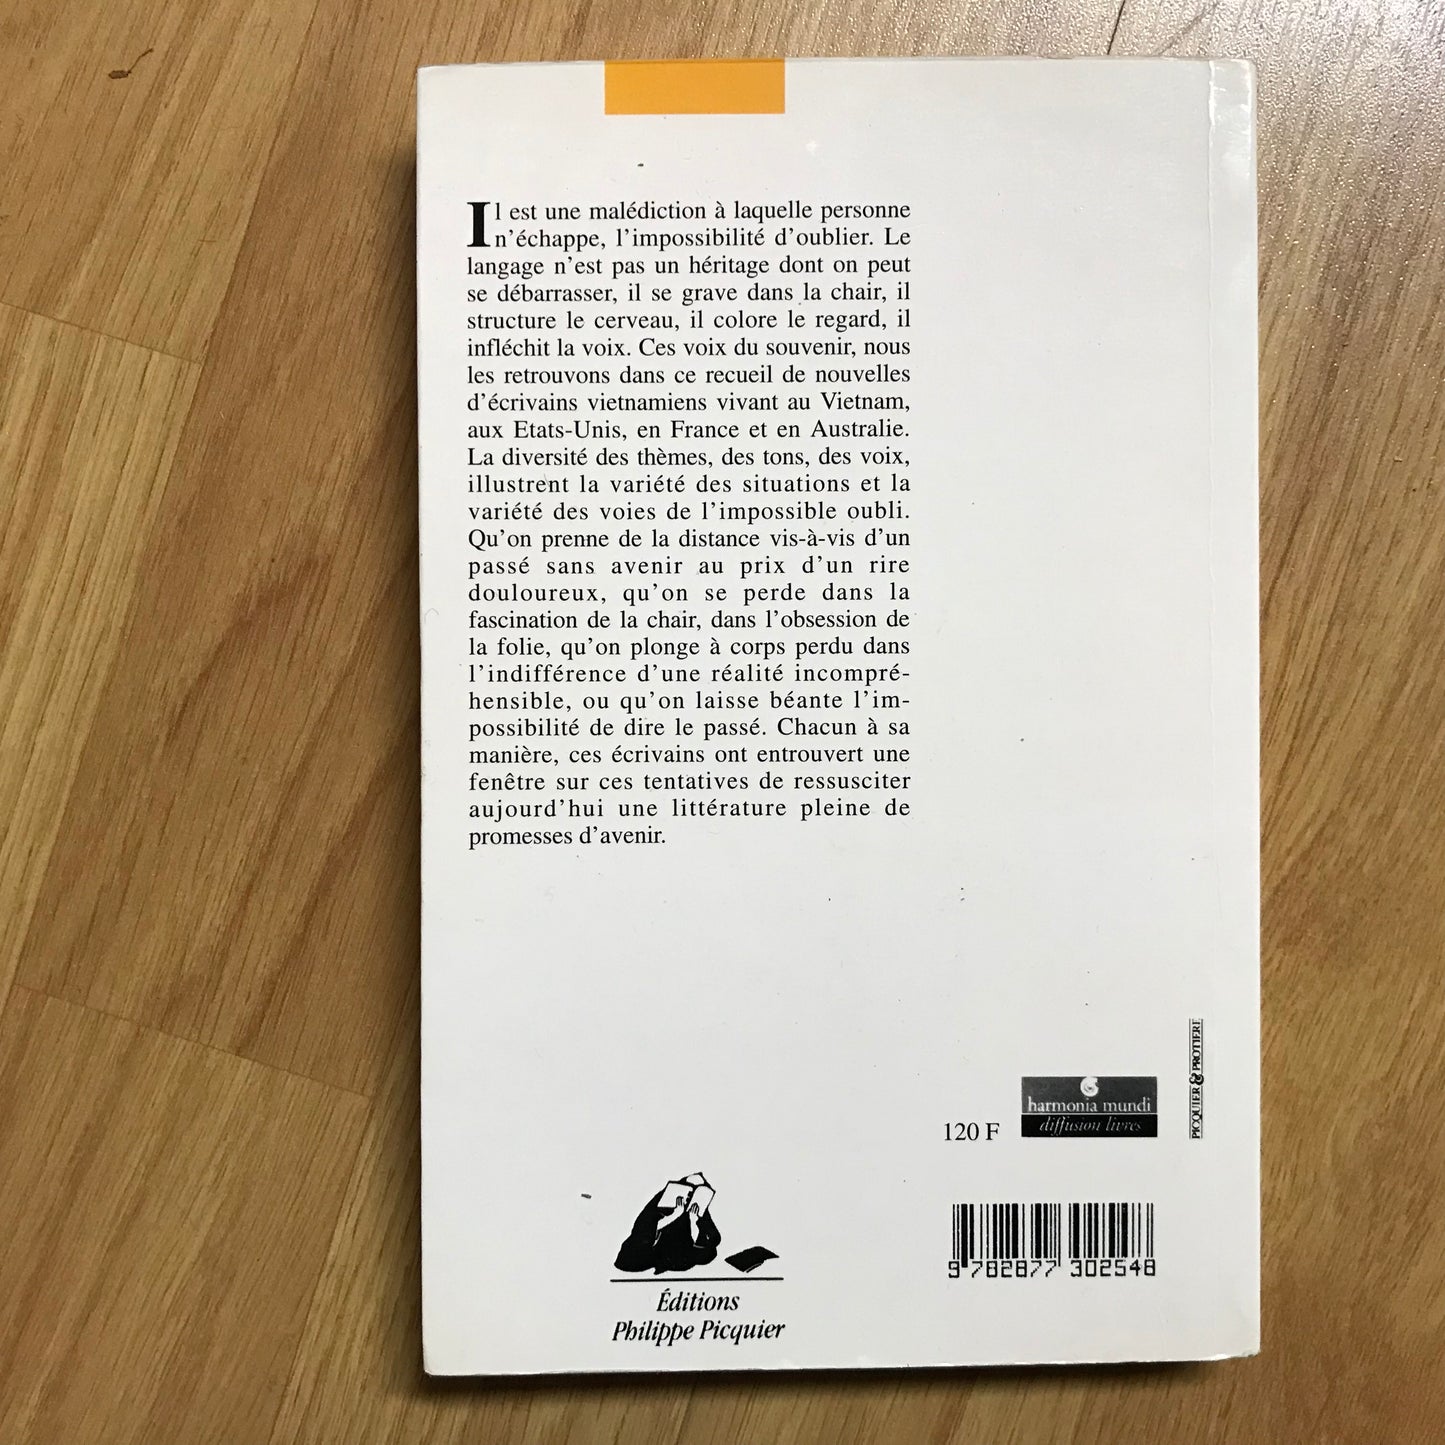 Il est une malédiction à laquelle personne
n'échappe, l'impossibilité d'oublier. Le
langage n'est pas un héritage dont on peut
se débarrasser, il se grave dans la chair, il
structure le cerveau, il colore le regard, il
infléchit la voix. Ces voix du souvenir, nous
les retrouvons dans ce recueil de nouvelles
d'écrivains vietnamiens vivant au Vietnam,
aux Etats-Unis, en France et en Australie.
La diversité des thèmes, des tons, des voix,
illustrent la variété des situations et la
variété des voies de l'impossible oubli.
Qu'on prenne de la distance vis-à-vis d'un
passé sans avenir au prix d'un rire
douloureux, qu'on se perde dans la
fascination de la chair, dans l'obsession de
la folie, qu'on plonge à corps perdu dans
l'indifférence d'une réalité incompré-
hensible, ou qu'on laisse béante l'im-
possibilité de dire le passé. Chacun à sa
manière, ces écrivains ont entrouvert une
fenêtre sur ces tentatives de ressusciter
aujourd'hui une littérature pleine de
promesses d'avenir.
PICQUIER & PROTIERE
harmonia mundi
diffusion livres
120 F
9 782877 302548
Éditions
Philippe Picquier